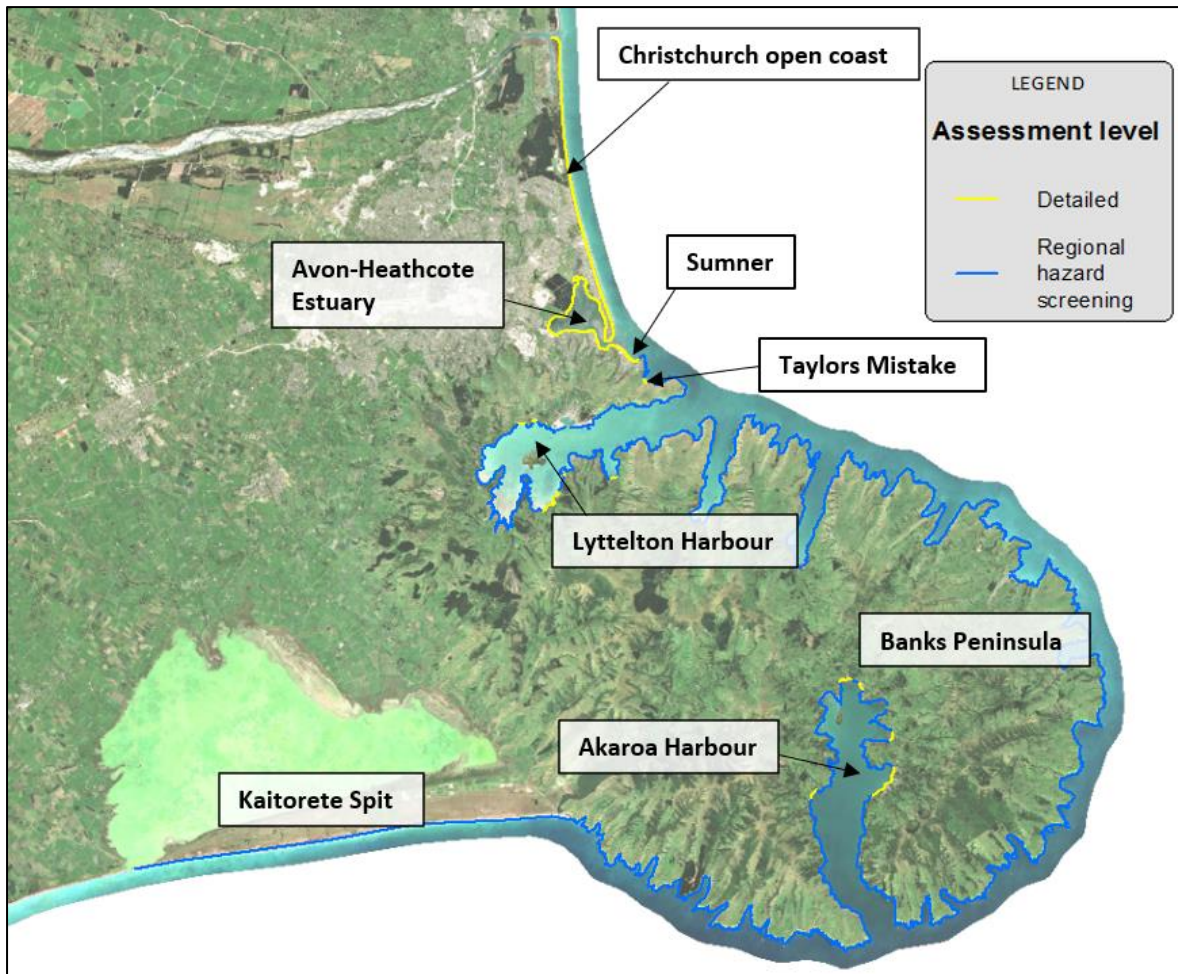 Christchurch open coast
LEGEND
Assessment level
Detailed
Regional
hazard
screening
Avon-Heathcote
Estuary
Sumner
Taylors Mistake
Lyttelton Harbour
Banks Peninsula
Akaroa Harbour
Kaitorete Spit